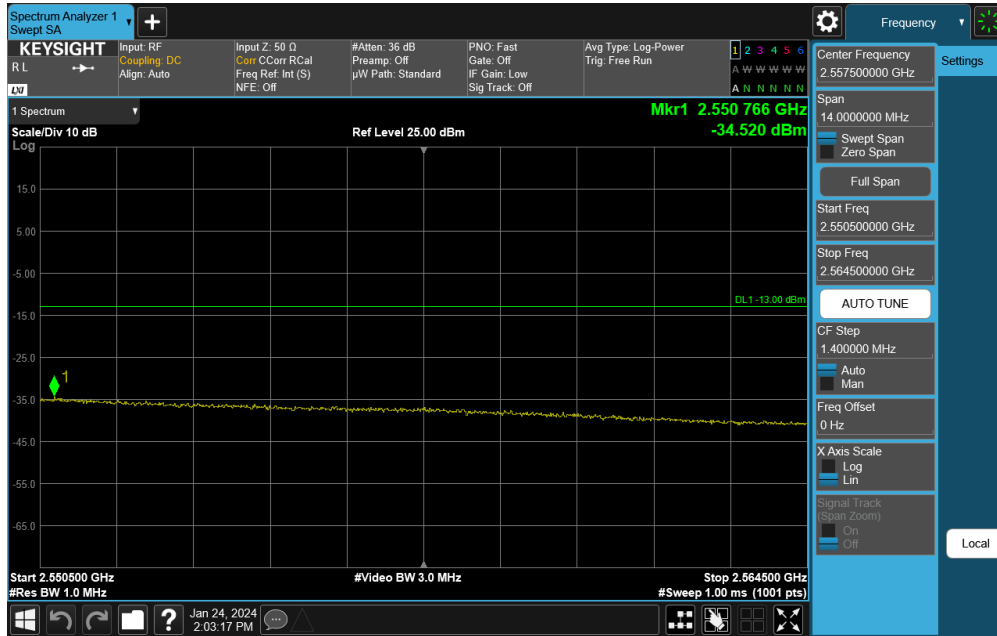 Spectrum Analyzer 1
Swept SA
Frequency
KEYSIGHT
R L
LXI
Input: RF
Coupling: DC
Align: Auto
Input Z: 50 Ω
Corr CCorr RCal
Freq Ref: Int (S)
NFE: Off
#Atten: 36 dB
Preamp: Off
µW Path: Standard
PNO: Fast
Gate: Off
IF Gain: Low
Sig Track: Off
Avg Type: Log-Power
Trig: Free Run
1 2 3 4 5 6
A W W W W W
A N N N N N
1 Spectrum
Scale/Div 10 dB
Log
Ref Level 25.00 dBm
Mkr1 2.550 766 GHz
-34.520 dBm
15.0
5.00
-5.00
DL1 -13.00 dBm
-15.0
-25.0
1
-35.0
-45.0
-55.0
-65.0
Start 2.550500 GHz
#Video BW 3.0 MHz
Stop 2.564500 GHz
#Res BW 1.0 MHz
#Sweep 1.00 ms (1001 pts)
Jan 24, 2024
2:03:17 PM
Center Frequency
2.557500000 GHz
Settings
Span
14.0000000 MHz
Swept Span
Zero Span
Full Span
Start Freq
2.550500000 GHz
Stop Freq
2.564500000 GHz
AUTO TUNE
CF Step
1.400000 MHz
Auto
Man
Freq Offset
0 Hz
X Axis Scale
Log
Lin
Signal Track
(Span Zoom)
On
Off
Local